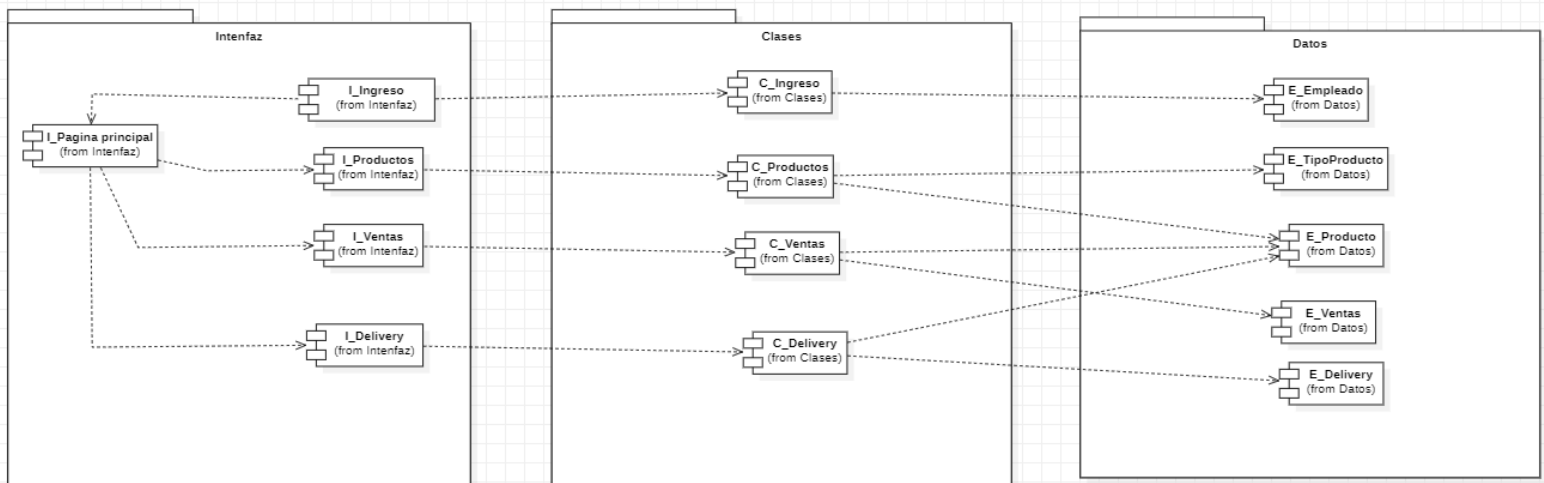 Intenfaz
I_Ingreso
(from Intenfaz)
I_Pagina principal
(from Intenfaz)
I_Productos
(from Intenfaz)
I_Ventas
(from Intenfaz)
I_Delivery
(from Intenfaz)
Clases
C_Ingreso
(from Clases)
C_Productos
(from Clases)
C_Ventas
(from Clases)
C_Delivery
(from Clases)
Datos
E_Empleado
(from Datos)
E_TipoProducto
(from Datos)
E_Producto
(from Datos)
E_Ventas
(from Datos)
E_Delivery
(from Datos)